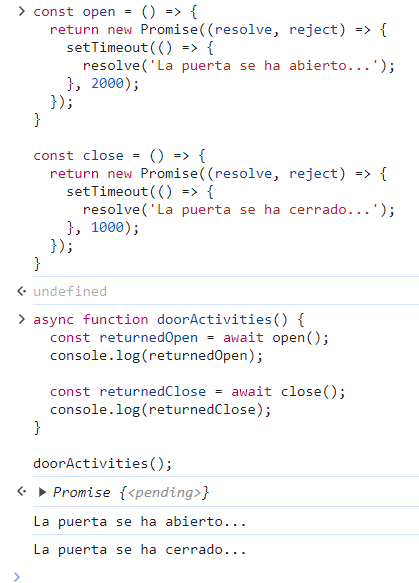 const open = () => {
  return new Promise((resolve, reject) => {
    setTimeout(() => {
      resolve('La puerta se ha abierto...');
    }, 2000);
  });
}

const close = () => {
  return new Promise((resolve, reject) => {
    setTimeout(() => {
      resolve('La puerta se ha cerrado...');
    }, 1000);
  });
}
undefined
async function doorActivities() {
  const returnedOpen = await open();
  console.log(returnedOpen);

  const returnedClose = await close();
  console.log(returnedClose);
}

doorActivities();
Promise {<pending>}
La puerta se ha abierto...
La puerta se ha cerrado...